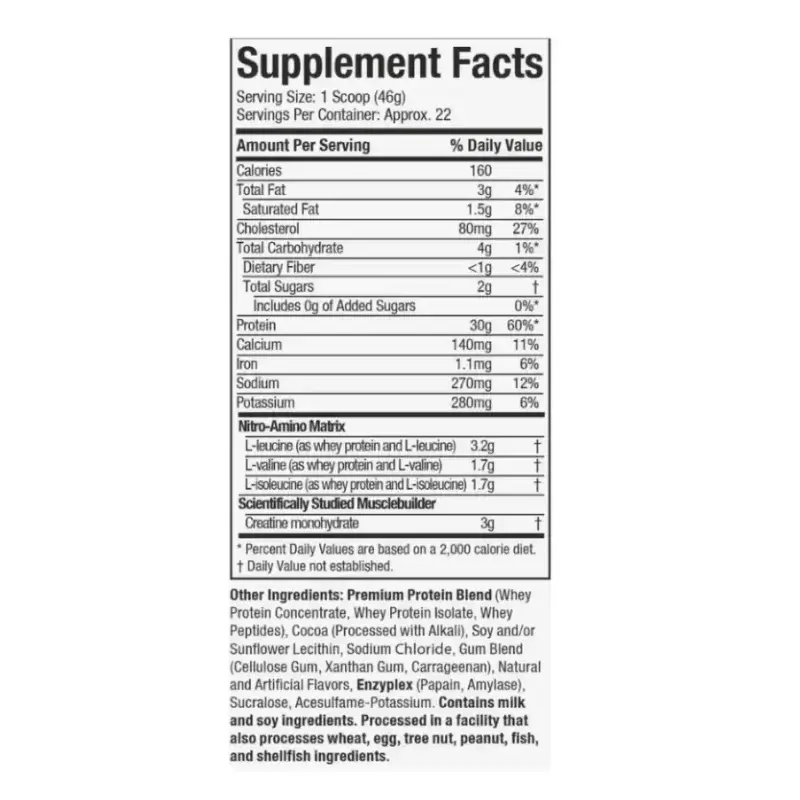 Supplement Facts
Serving Size: 1 Scoop (46g)
Servings Per Container: Approx. 22
Amount Per Serving % Daily Value
Calories 160
Total Fat 3g 4%*
Saturated Fat 1.5g 8%*
Cholesterol 80mg 27%
Total Carbohydrate 4g 1%*
Dietary Fiber <1g <4%
Total Sugars 2g †
Includes 0g of Added Sugars 0%*
Protein 30g 60%*
Calcium 140mg 11%
Iron 1.1mg 6%
Sodium 270mg 12%
Potassium 280mg 6%
Nitro-Amino Matrix
L-leucine (as whey protein and L-leucine) 3.2g †
L-valine (as whey protein and L-valine) 1.7g †
L-isoleucine (as whey protein and L-isoleucine) 1.7g †
Scientifically Studied Musclebuilder
Creatine monohydrate 3g †
* Percent Daily Values are based on a 2,000 calorie diet.
† Daily Value not established.
Other Ingredients: Premium Protein Blend (Whey
Protein Concentrate, Whey Protein Isolate, Whey
Peptides), Cocoa (Processed with Alkali), Soy and/or
Sunflower Lecithin, Sodium Chloride, Gum Blend
(Cellulose Gum, Xanthan Gum, Carrageenan), Natural
and Artificial Flavors, Enzyplex (Papain, Amylase),
Sucralose, Acesulfame-Potassium. Contains milk
and soy ingredients. Processed in a facility that
also processes wheat, egg, tree nut, peanut, fish,
and shellfish ingredients.